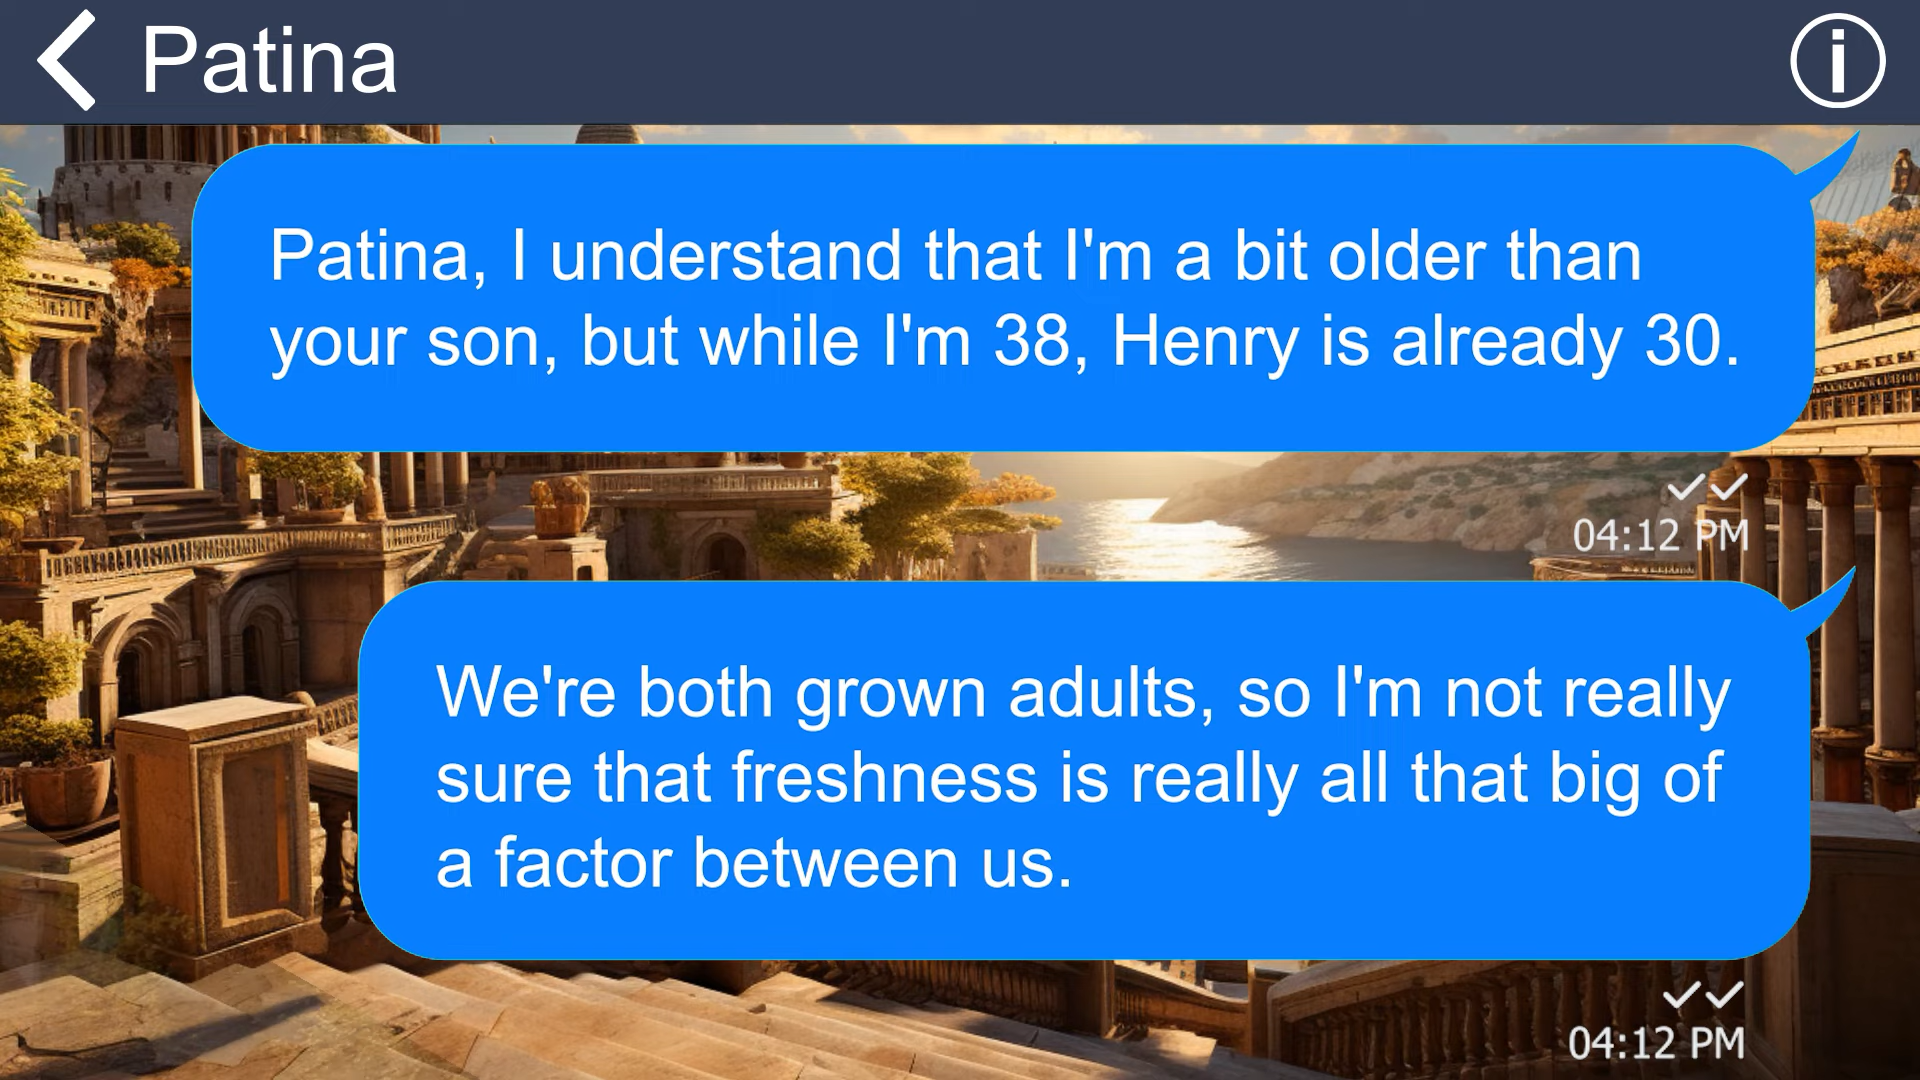 Patina
Patina, I understand that I'm a bit older than
your son, but while I'm 38, Henry is already 30.
04:12 PM
We're both grown adults, so I'm not really
sure that freshness is really all that big of
a factor between us.
04:12 PM